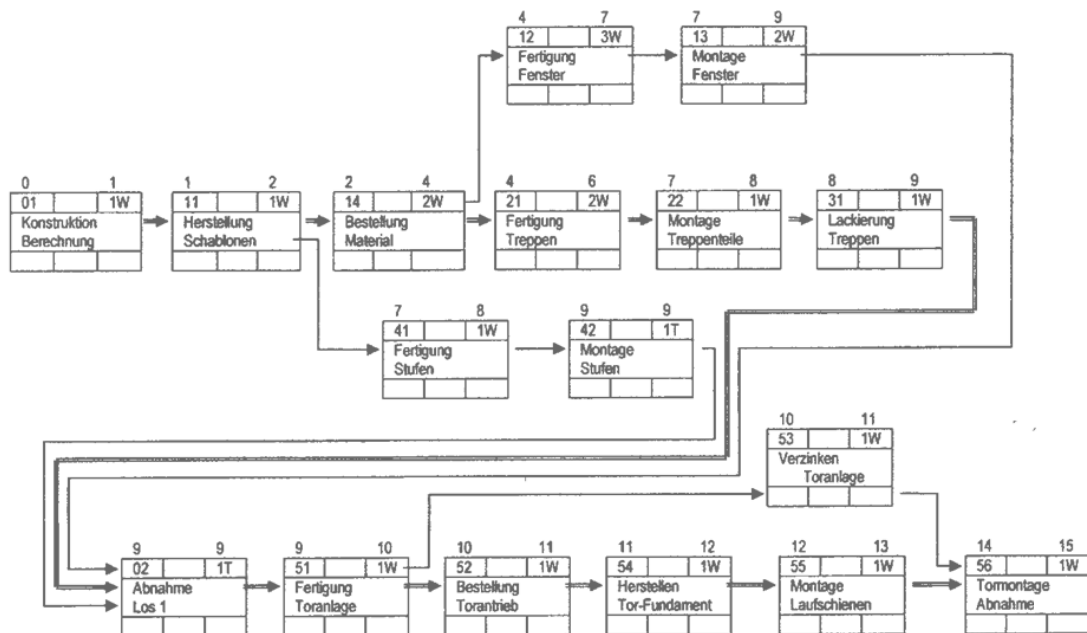 4 7
12 3W
Fertigung
Fenster
7 9
13 2W
Montage
Fenster
0 1
01 1W
Konstruktion
Berechnung
1 2
11 1W
Herstellung
Schablonen
2 4
14 2W
Bestellung
Material
4 6
21 2W
Fertigung
Treppen
7 8
22 1W
Montage
Treppenteile
8 9
31 1W
Lackierung
Treppen
7 8
41 1W
Fertigung
Stufen
9 9
42 1T
Montage
Stufen
10 11
53 1W
Verzinken
Toranlage
9 9
02 1T
Abnahme
Los 1
9 10
51 1W
Fertigung
Toranlage
10 11
52 1W
Bestellung
Torantrieb
11 12
54 1W
Herstellen
Tor-Fundament
12 13
55 1W
Montage
Laufschienen
14 15
56 1W
Tormontage
Abnahme